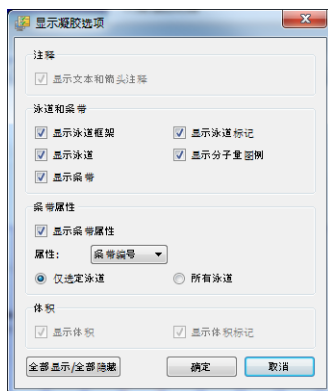 显示凝胶选项
注释
显示文本和箭头注释
泳道和条带
显示泳道框架 显示泳道标记
显示泳道 显示分子量图例
显示条带
条带属性
显示条带属性
属性: 条带编号
仅选定泳道 所有泳道
体积
显示体积 显示体积标记
全部显示/全部隐藏 确定 取消